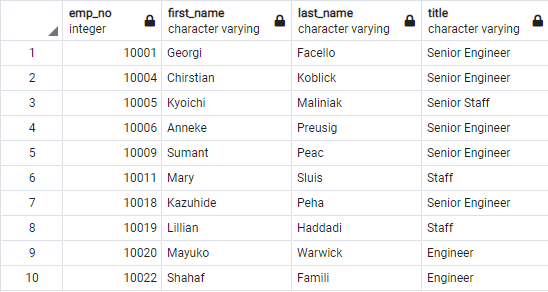 emp_no first_name last_name title
integer character varying character varying character varying
1 10001 Georgi Facello Senior Engineer
2 10004 Chirstian Koblick Senior Engineer
3 10005 Kyoichi Maliniak Senior Staff
4 10006 Anneke Preusig Senior Engineer
5 10009 Sumant Peac Senior Engineer
6 10011 Mary Sluis Staff
7 10018 Kazuhide Peha Senior Engineer
8 10019 Lillian Haddadi Staff
9 10020 Mayuko Warwick Engineer
10 10022 Shahaf Famili Engineer